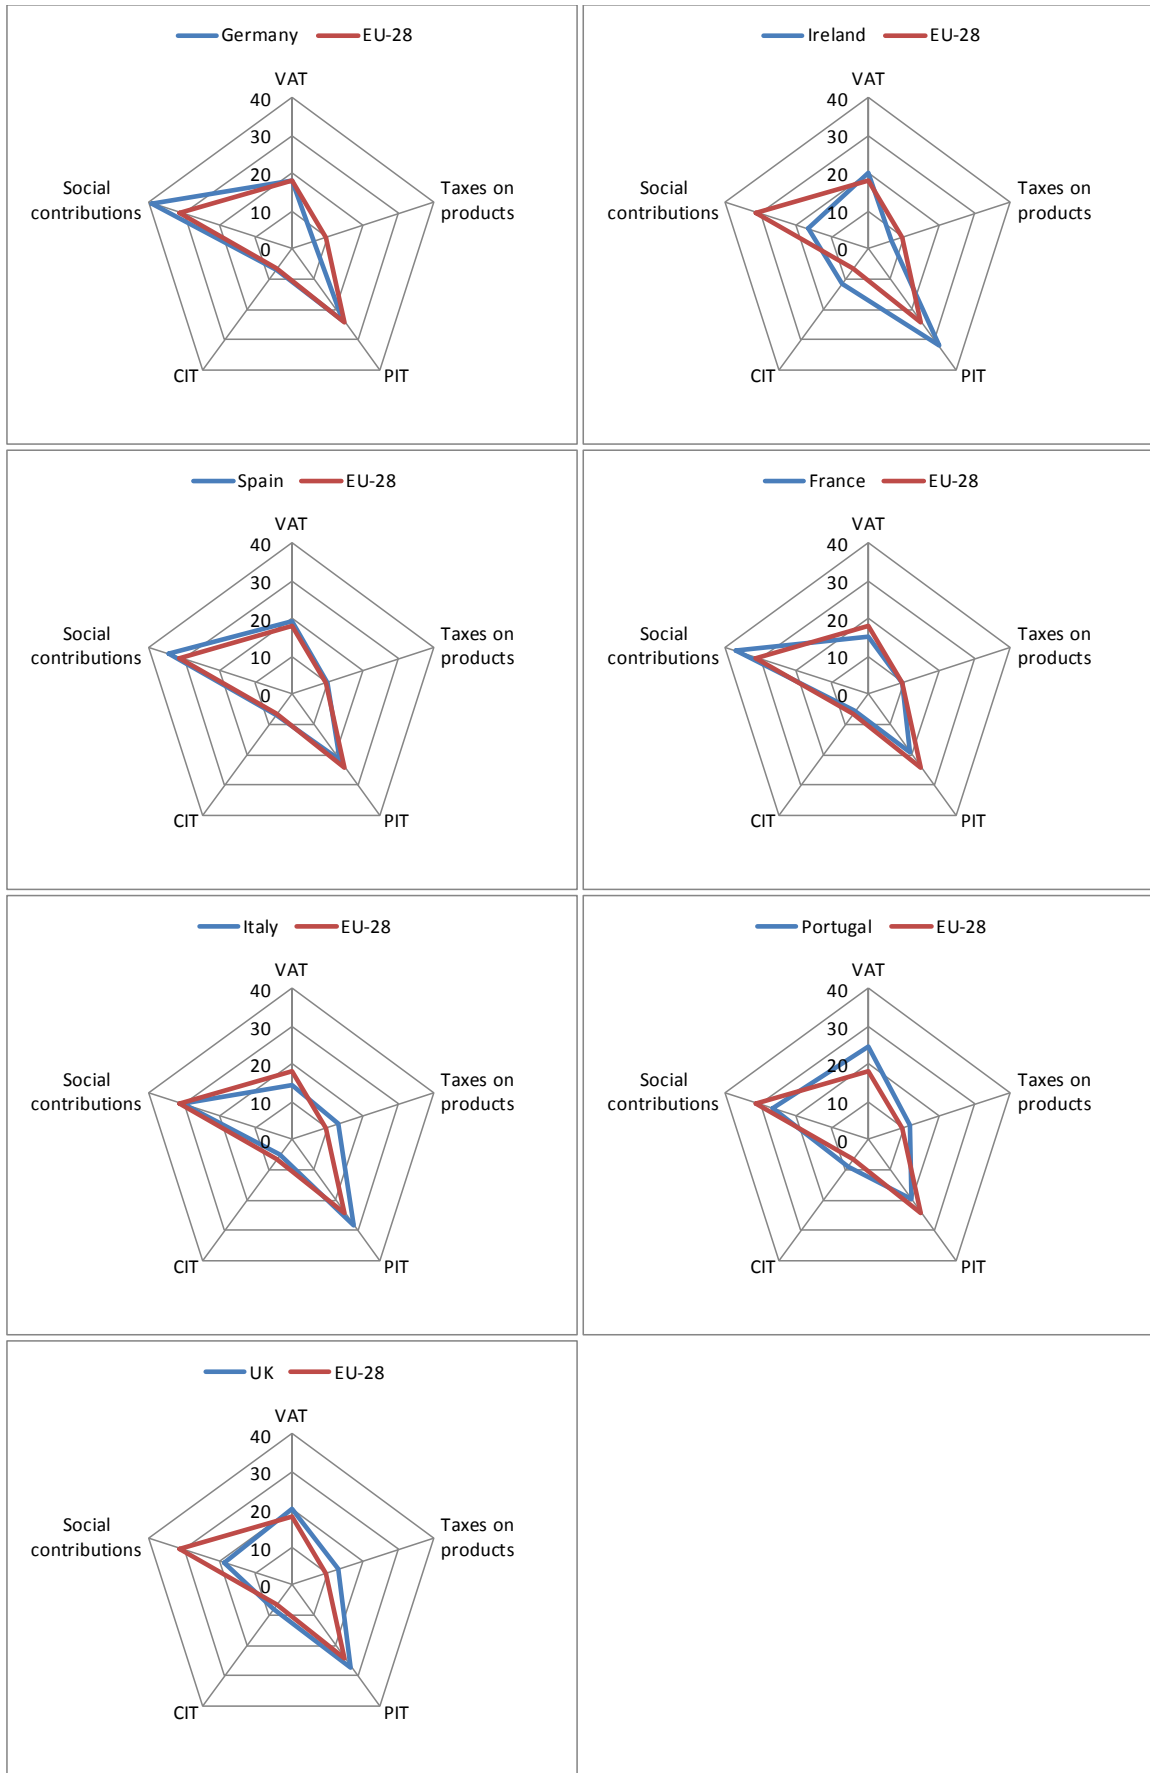 Germany EU-28
VAT
40
30
20
10
0
Taxes on
products
Social
contributions
CIT
PIT
Ireland EU-28
VAT
40
30
20
10
0
Taxes on
products
Social
contributions
CIT
PIT
Spain EU-28
VAT
40
30
20
10
0
Taxes on
products
Social
contributions
CIT
PIT
France EU-28
VAT
40
30
20
10
0
Taxes on
products
Social
contributions
CIT
PIT
Italy EU-28
VAT
40
30
20
10
0
Taxes on
products
Social
contributions
CIT
PIT
Portugal EU-28
VAT
40
30
20
10
0
Taxes on
products
Social
contributions
CIT
PIT
UK EU-28
VAT
40
30
20
10
0
Taxes on
products
Social
contributions
CIT
PIT